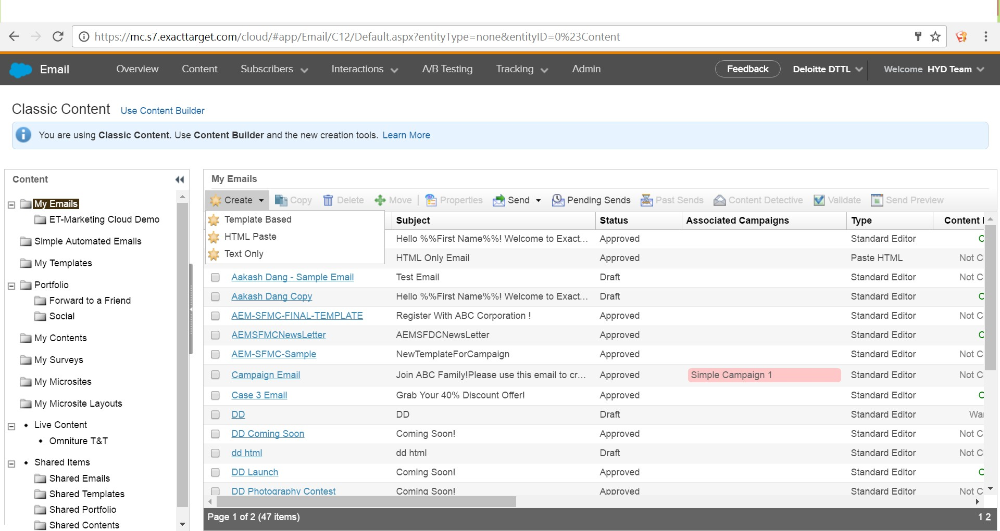 https://mc.s7.exacttarget.com/cloud/#app/Email/C12/Default.aspx?entityType=none&entityID=0%23Content
Email Overview Content Subscribers Interactions A/B Testing Tracking Admin Feedback Deloitte DTTL Welcome HYD Team
Classic Content Use Content Builder
You are using Classic Content. Use Content Builder and the new creation tools. Learn More
Content
My Emails
ET-Marketing Cloud Demo
Simple Automated Emails
My Templates
Portfolio
Forward to a Friend
Social
My Contents
My Surveys
My Microsites
My Microsite Layouts
Live Content
Omniture T&T
Shared Items
Shared Emails
Shared Templates
Shared Portfolio
Shared Contents
My Emails
Create Copy Delete Move Properties Send Pending Sends Past Sends Content Detective Validate Send Preview
Template Based
HTML Paste
Text Only
Subject Status Associated Campaigns Type Content
Hello %%First Name%%! Welcome to Exact... Approved Standard Editor
HTML Only Email Approved Paste HTML Not C
Aakash Dang - Sample Email Test Email Draft Standard Editor Not C
Aakash Dang Copy Hello %%First Name%%! Welcome to Exact... Draft Standard Editor
AEM-SFMC-FINAL-TEMPLATE Register With ABC Corporation ! Approved Standard Editor Not C
AEMSFMCNewsLetter AEMSFDCNewsLetter Approved Standard Editor
AEM-SFMC-Sample NewTemplateForCampaign Approved Standard Editor Not C
Campaign Email Join ABC Family!Please use this email to cr... Approved Simple Campaign 1 Standard Editor Not C
Case 3 Email Grab Your 40% Discount Offer! Approved Standard Editor
DD DD Draft Standard Editor Wa
DD Coming Soon Coming Soon! Approved Standard Editor Not C
dd html dd html Draft Standard Editor Not C
DD Launch Coming Soon! Approved Standard Editor
DD Photography Contest Coming Soon! Approved Standard Editor Not C
Page 1 of 2 (47 items) 1 2